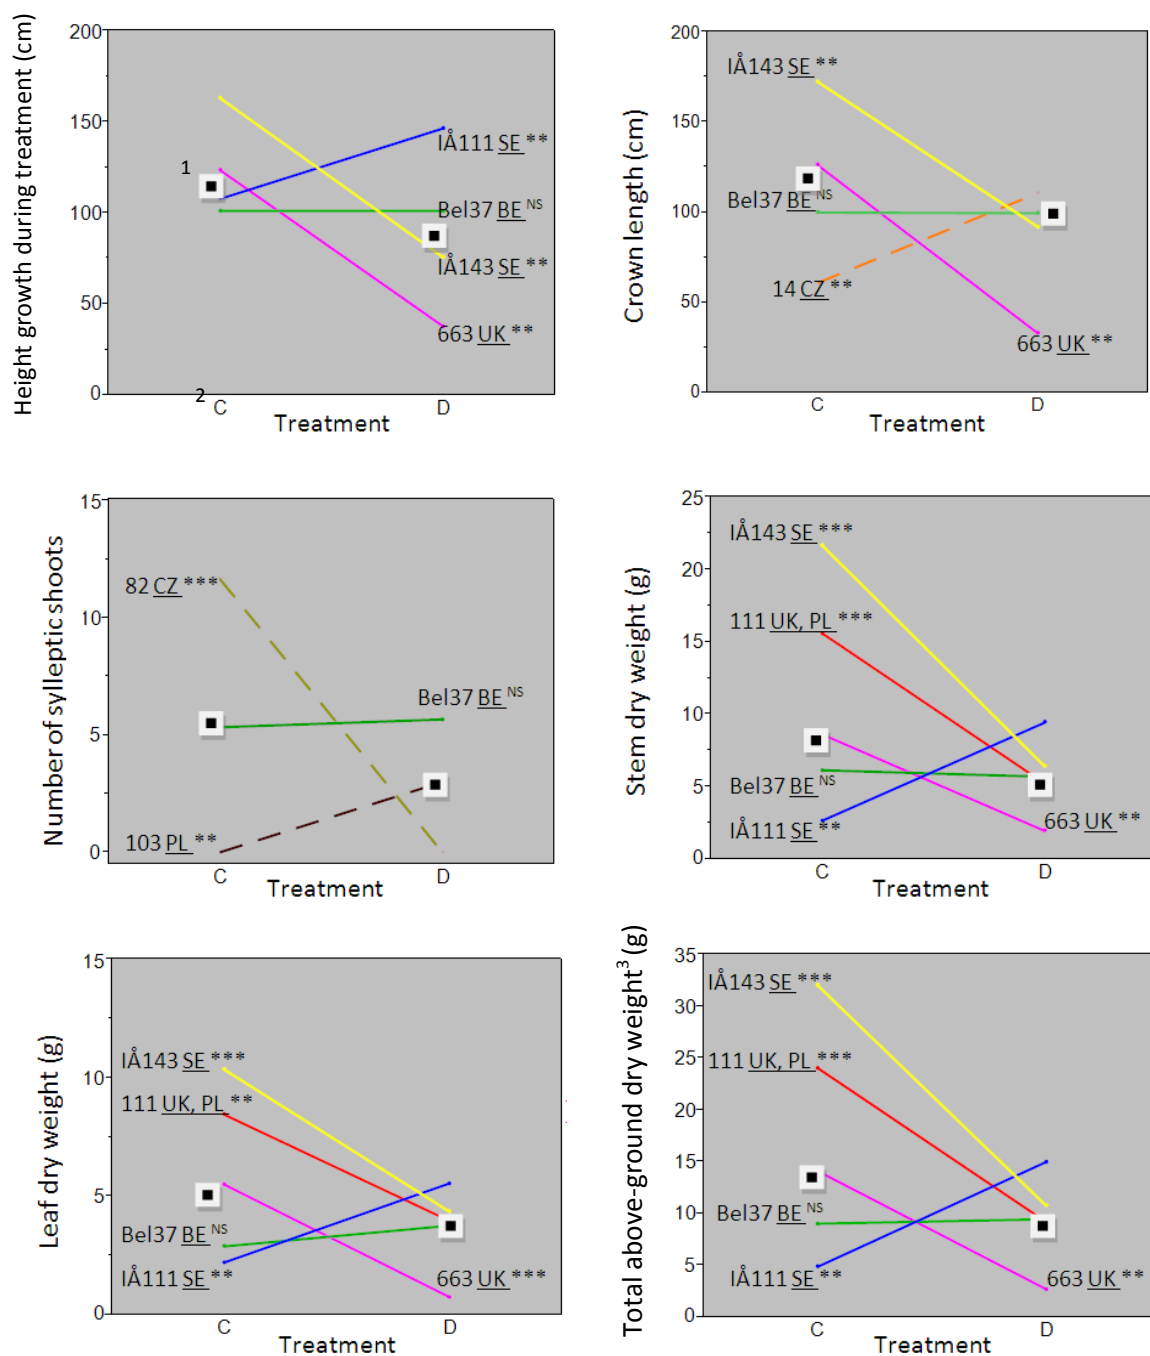 Height growth during treatment (cm)
200
150
100
50
0
1
2
IÅ111 SE **
Bel37 BE NS
IÅ143 SE **
663 UK **
C
D
Treatment
Crown length (cm)
200
150
100
50
0
IÅ143 SE **
Bel37 BE NS
14 CZ **
663 UK **
C
D
Treatment
Number of sylleptic shoots
15
10
5
0
82 CZ ***
Bel37 BE NS
103 PL **
C
D
Treatment
Stem dry weight (g)
25
20
15
10
5
0
IÅ143 SE ***
111 UK, PL ***
Bel37 BE NS
IÅ111 SE **
663 UK **
C
D
Treatment
Leaf dry weight (g)
15
10
5
0
IÅ143 SE ***
111 UK, PL **
Bel37 BE NS
IÅ111 SE **
663 UK ***
C
D
Treatment
Total above-ground dry weight³ (g)
35
30
25
20
15
10
5
0
IÅ143 SE ***
111 UK, PL ***
Bel37 BE NS
IÅ111 SE **
663 UK **
C
D
Treatment